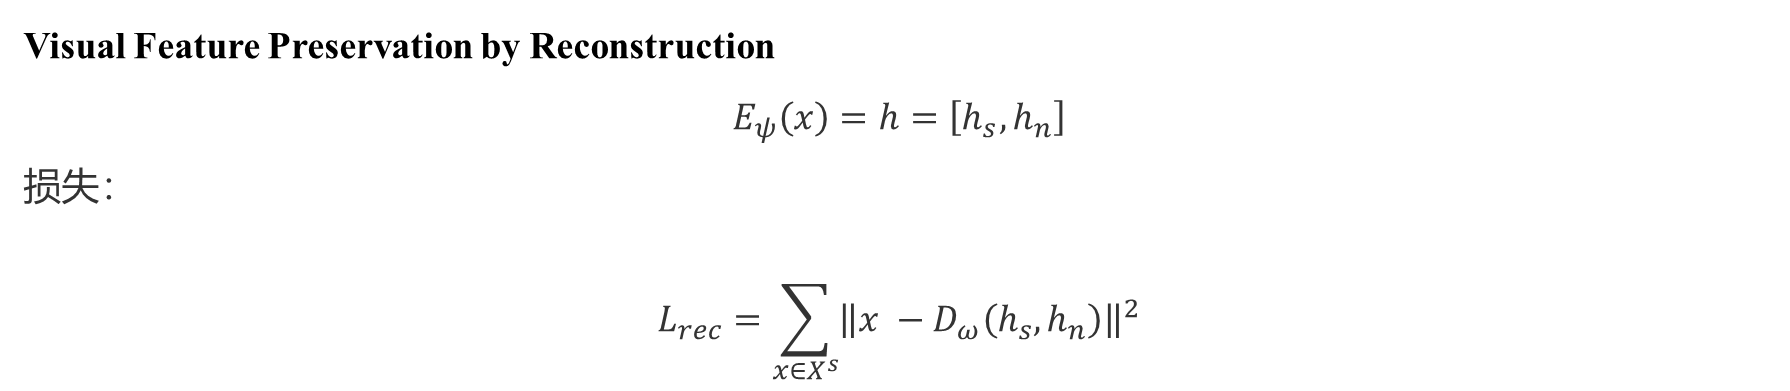 Visual Feature Preservation by Reconstruction
E_ψ(x) = h = [h_s, h_n]
损失：
L_rec = ∑_{x∈X^s} ‖x − D_ω(h_s, h_n)‖²